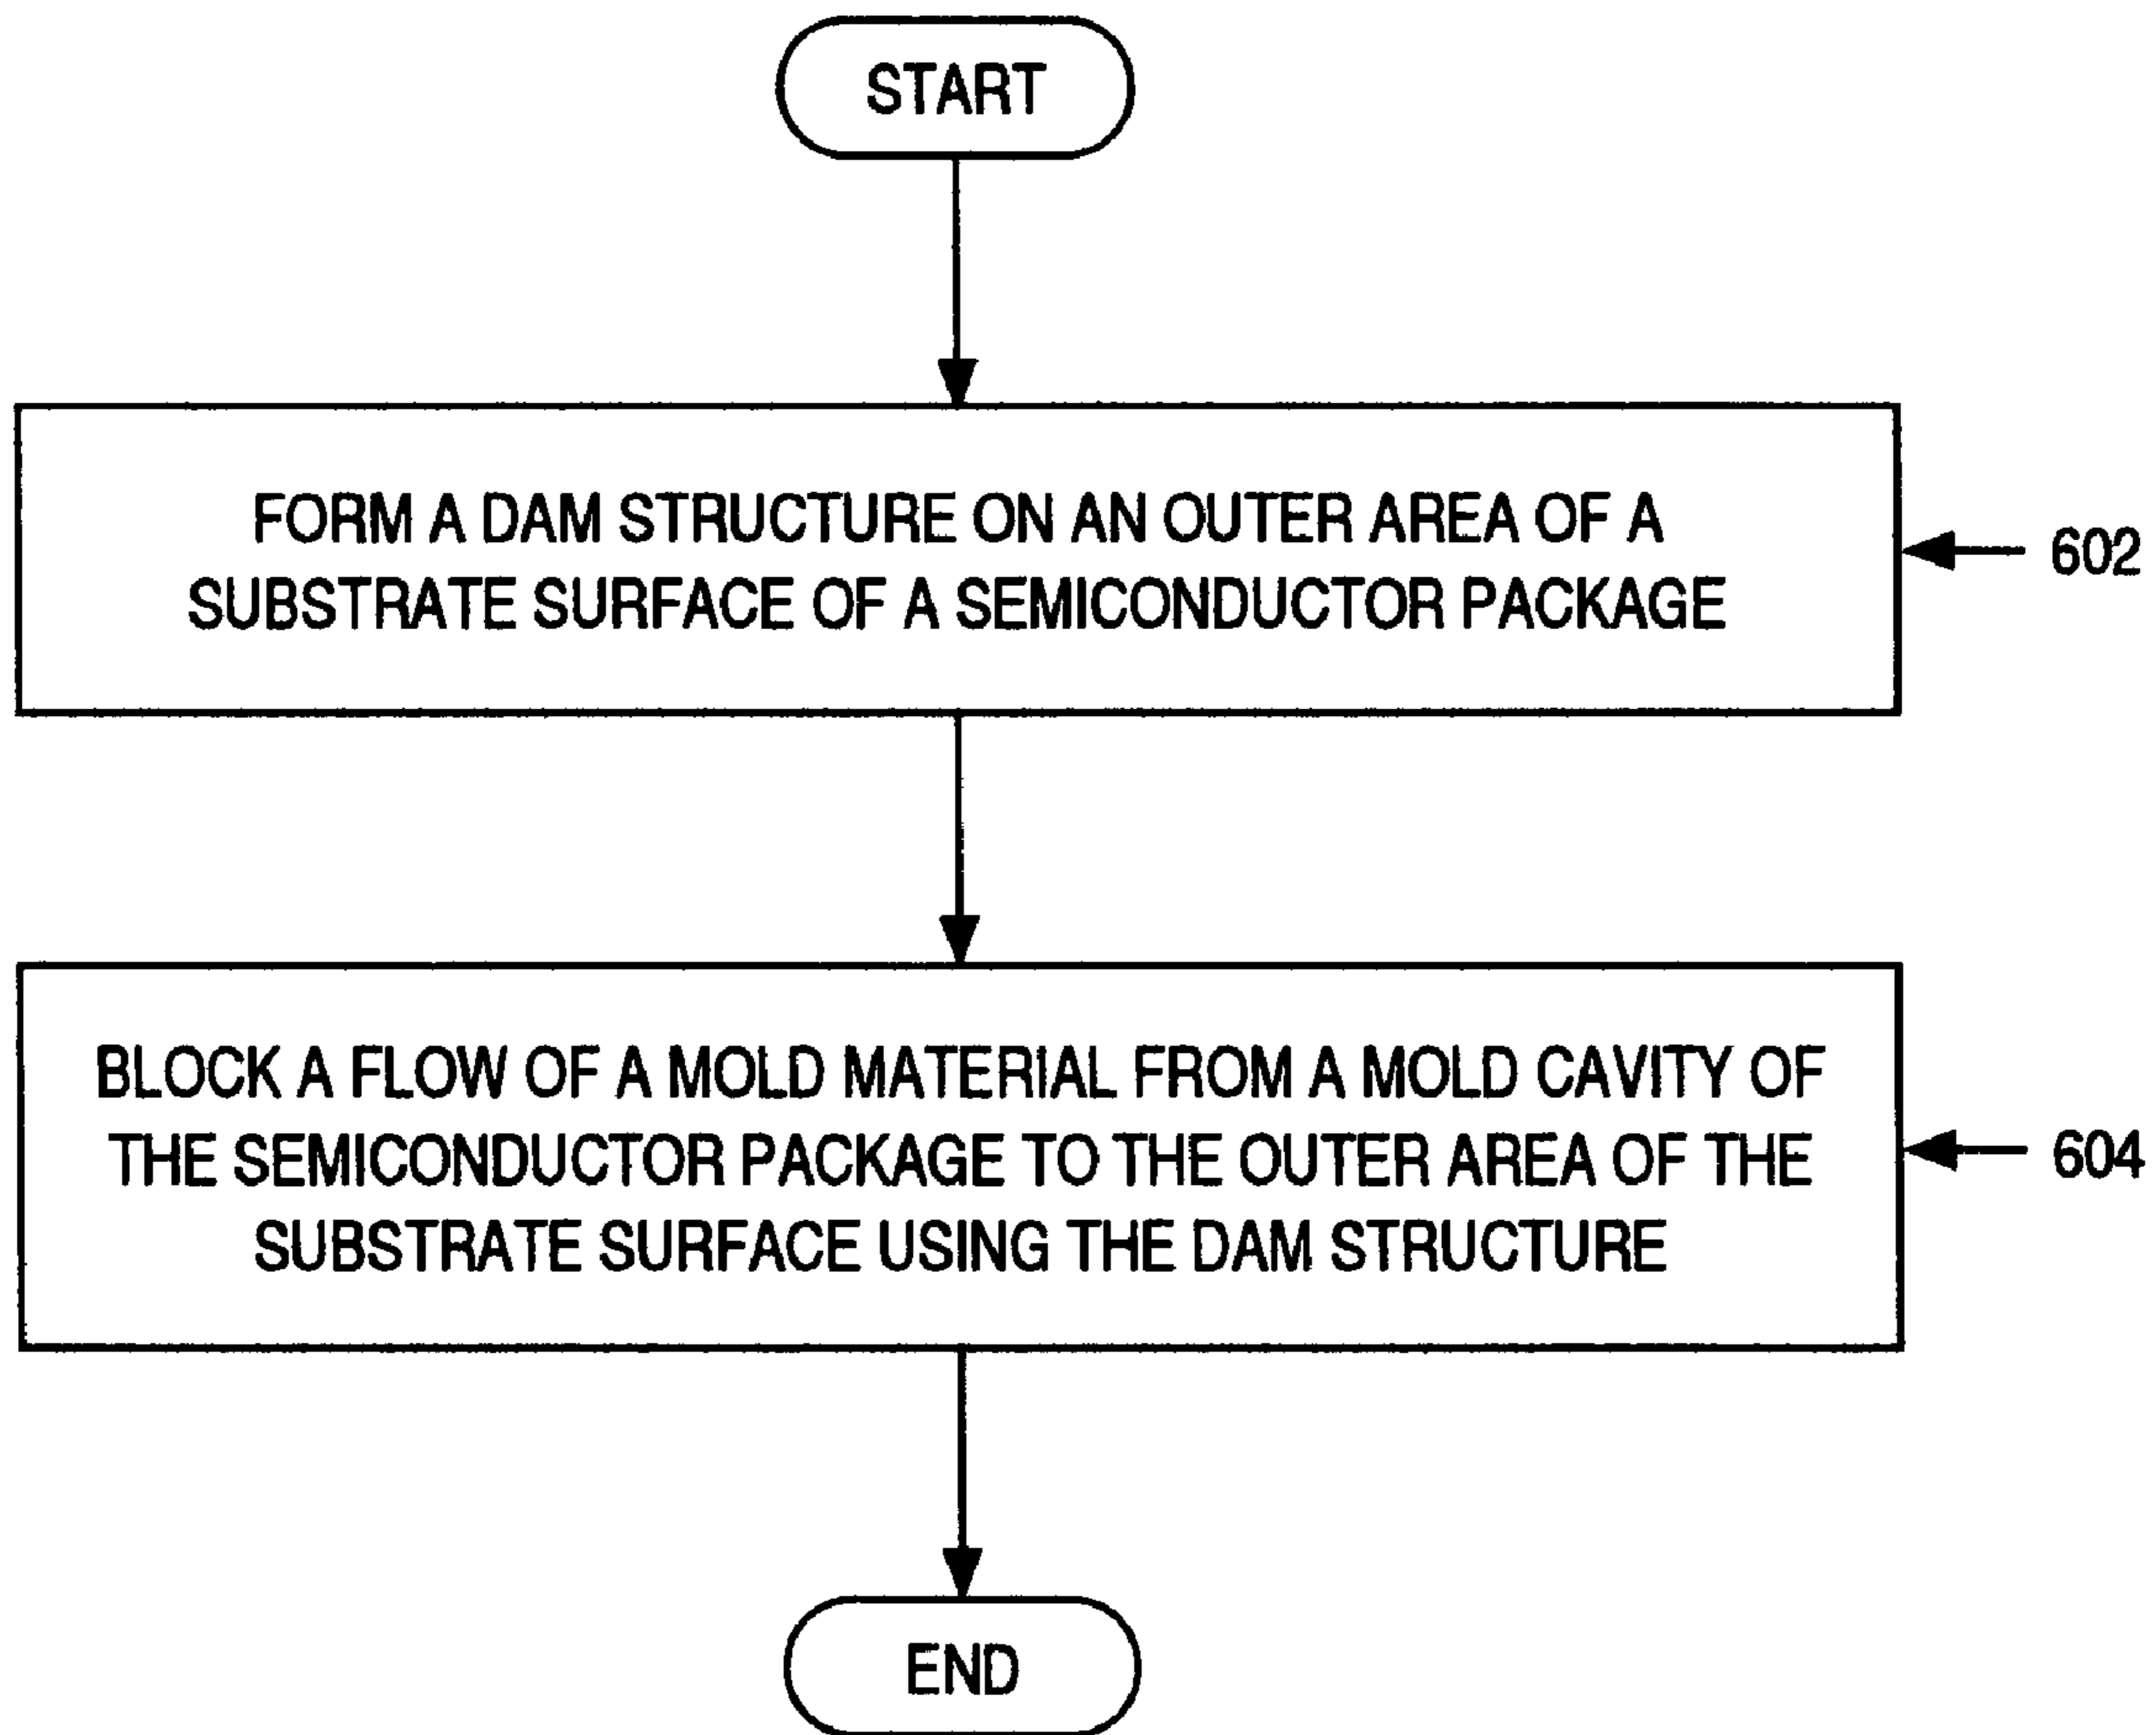 START
FORM A DAM STRUCTURE ON AN OUTER AREA OF A
SUBSTRATE SURFACE OF A SEMICONDUCTOR PACKAGE
602
BLOCK A FLOW OF A MOLD MATERIAL FROM A MOLD CAVITY OF
THE SEMICONDUCTOR PACKAGE TO THE OUTER AREA OF THE
SUBSTRATE SURFACE USING THE DAM STRUCTURE
604
END